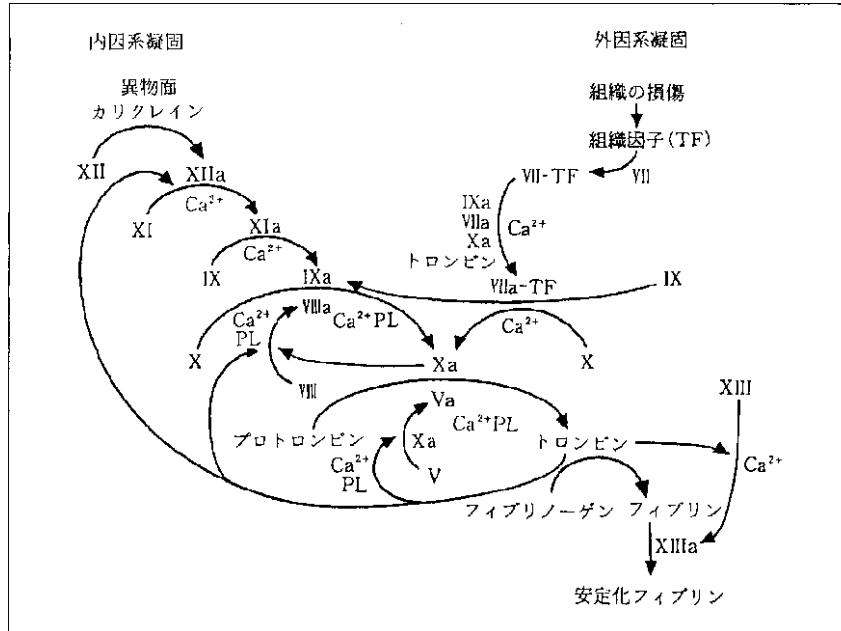 内因系凝固
外因系凝固
異物面
カリクレイン
組織の損傷
組織因子(TF)
XII
XIIa
Ca²⁺
VII-TF
VII
XI
XIa
Ca²⁺
IXa
VIIa
Xa
トロンビン
Ca²⁺
IX
IXa
VIIa-TF
IX
VIIIa
Ca²⁺
PL
Ca²⁺PL
Ca²⁺
X
Xa
X
VIII
Va
XIII
プロトロンビン
Xa
Ca²⁺PL
トロンビン
Ca²⁺
PL
V
Ca²⁺
フィブリノーゲン
フィブリン
XIIIa
安定化フィブリン